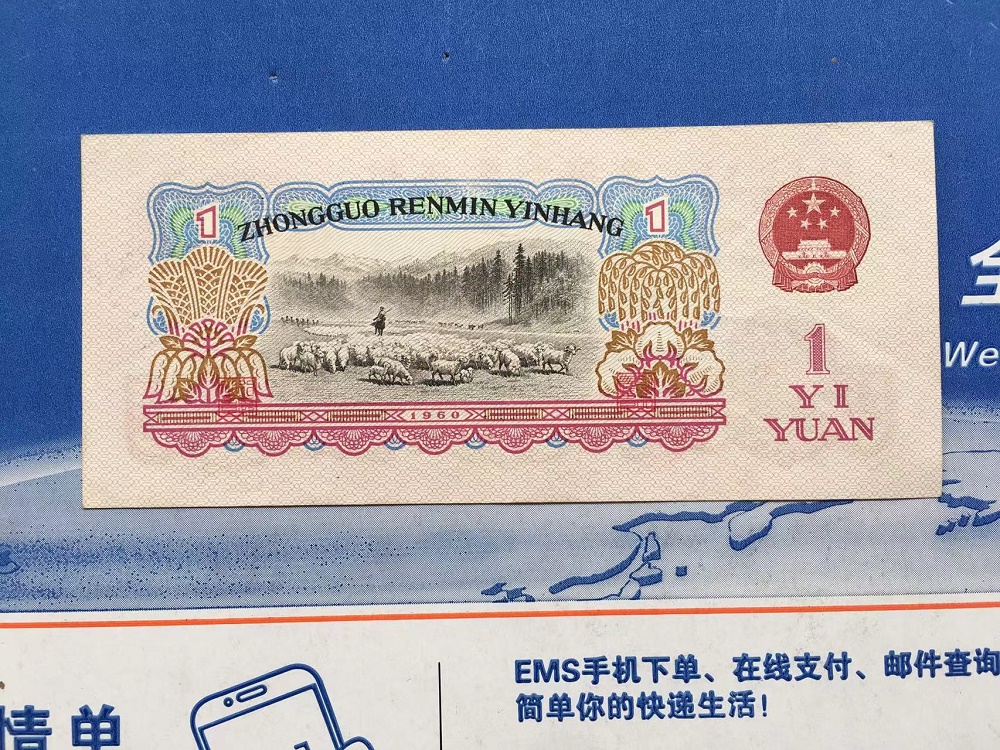 1
ZHONGGUO RENMIN YINHANG
1
1960
1
YI
YUAN
全
We
EMS手机下单、在线支付、邮件查询
简单你的快递生活！
情单